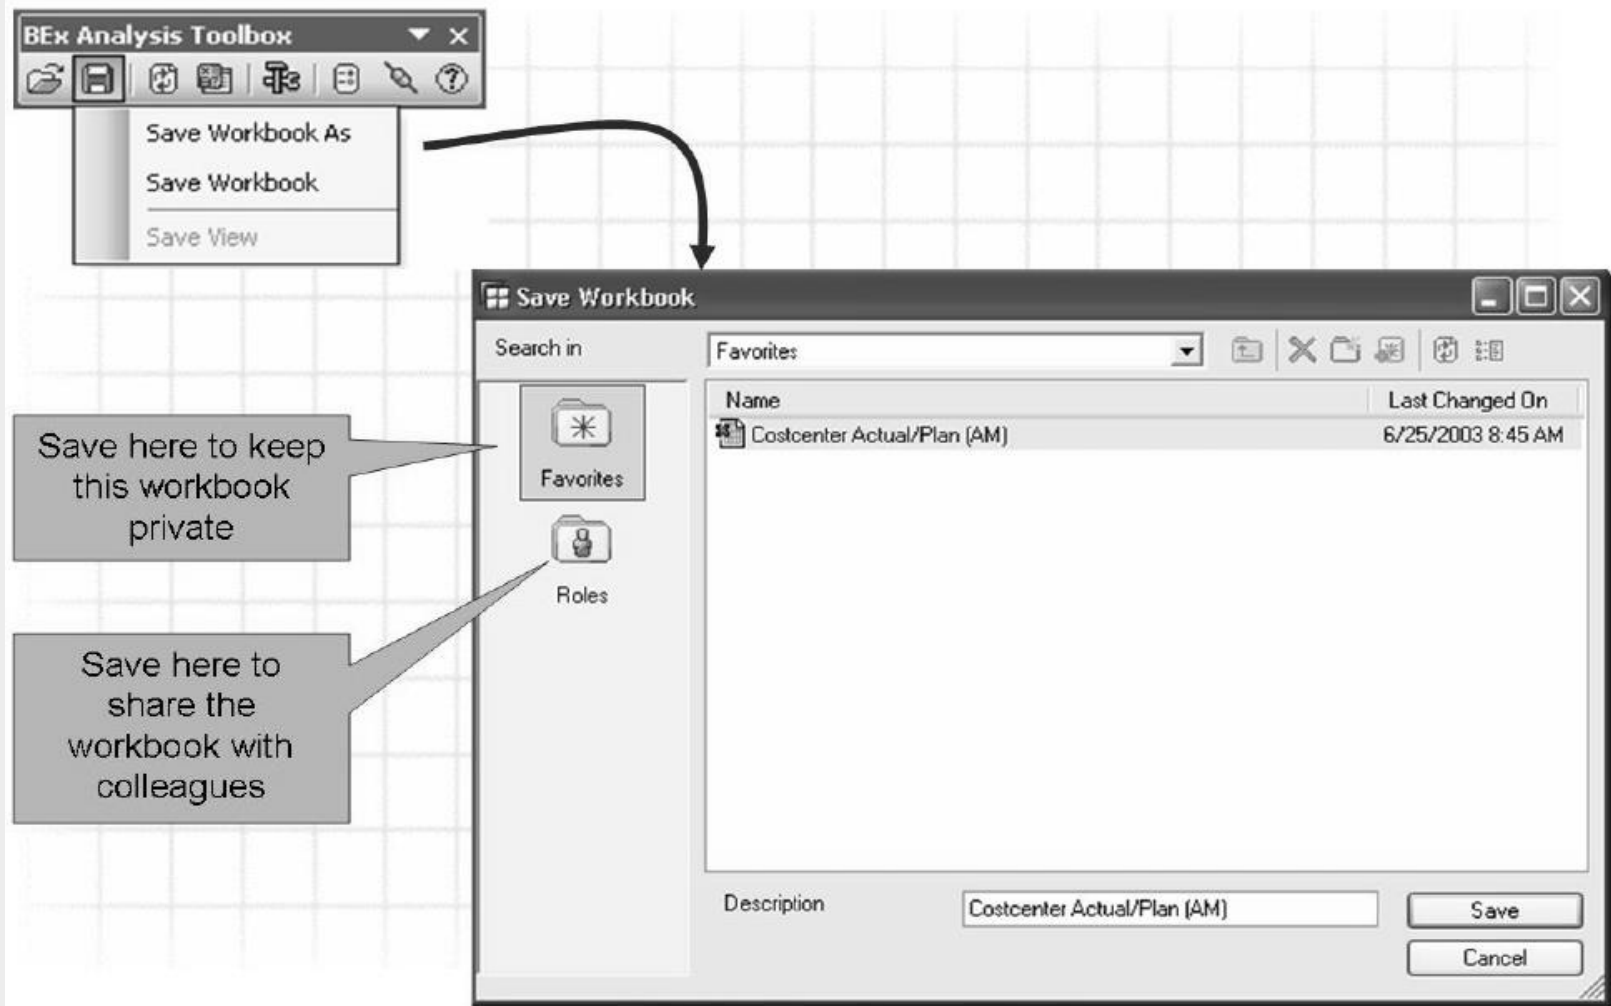 BEx Analysis Toolbox
Save Workbook As
Save Workbook
Save View
Save Workbook
Search in
Favorites
Name
Last Changed On
Costcenter Actual/Plan (AM)
6/25/2003 8:45 AM
Favorites
Roles
Save here to keep
this workbook
private
Save here to
share the
workbook with
colleagues
Description
Costcenter Actual/Plan (AM)
Save
Cancel